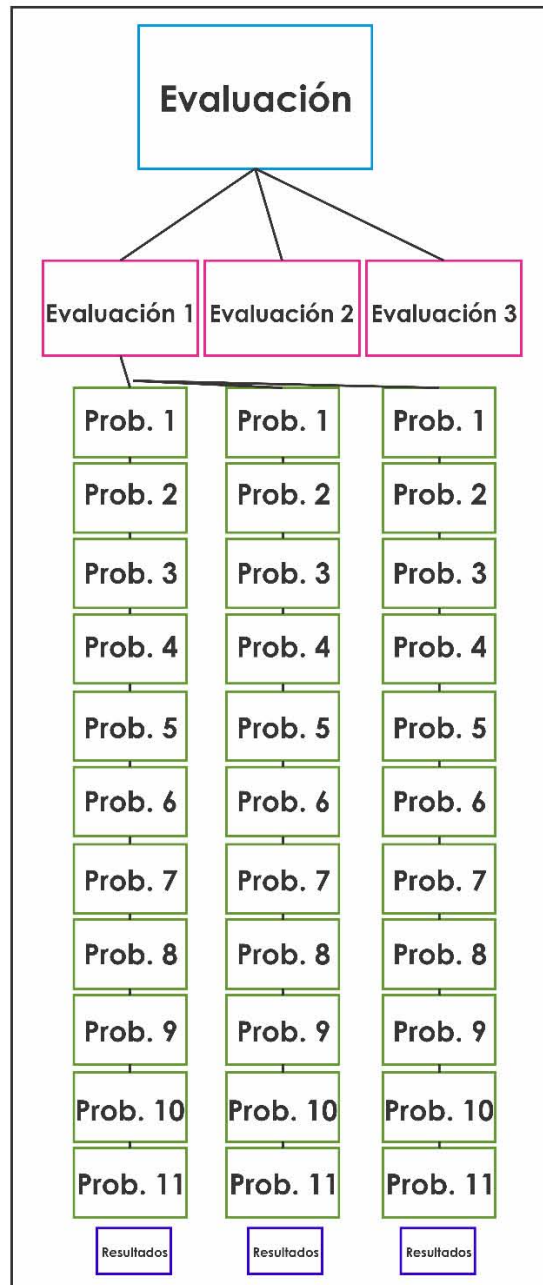 Evaluación
Evaluación 1
Evaluación 2
Evaluación 3
Prob. 1
Prob. 1
Prob. 1
Prob. 2
Prob. 2
Prob. 2
Prob. 3
Prob. 3
Prob. 3
Prob. 4
Prob. 4
Prob. 4
Prob. 5
Prob. 5
Prob. 5
Prob. 6
Prob. 6
Prob. 6
Prob. 7
Prob. 7
Prob. 7
Prob. 8
Prob. 8
Prob. 8
Prob. 9
Prob. 9
Prob. 9
Prob. 10
Prob. 10
Prob. 10
Prob. 11
Prob. 11
Prob. 11
Resultados
Resultados
Resultados